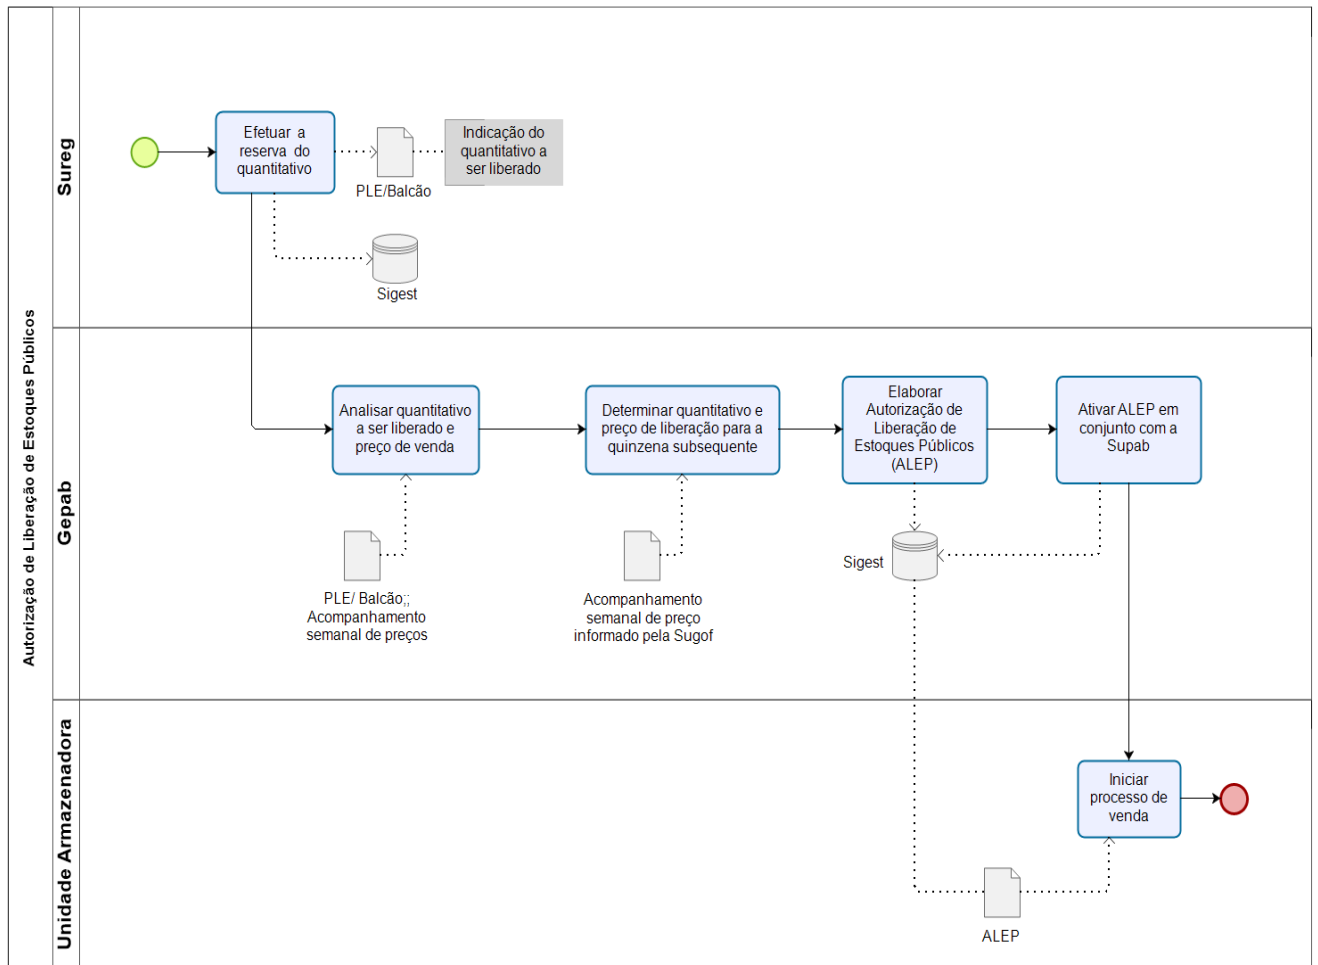 Autorização de Liberação de Estoques Públicos
Sureg
Efetuar a
reserva do
quantitativo
PLE/Balcão
Indicação do
quantitativo a
ser liberado
Sigest
Gepab
Analisar quantitativo
a ser liberado e
preço de venda
Determinar quantitativo e
preço de liberação para a
quinzena subsequente
Elaborar
Autorização de
Liberação de
Estoques Públicos
(ALEP)
Ativar ALEP em
conjunto com a
Supab
PLE/ Balcão;;
Acompanhamento
semanal de preços
Acompanhamento
semanal de preço
informado pela Sugof
Sigest
Unidade Armazenadora
Iniciar
processo de
venda
ALEP